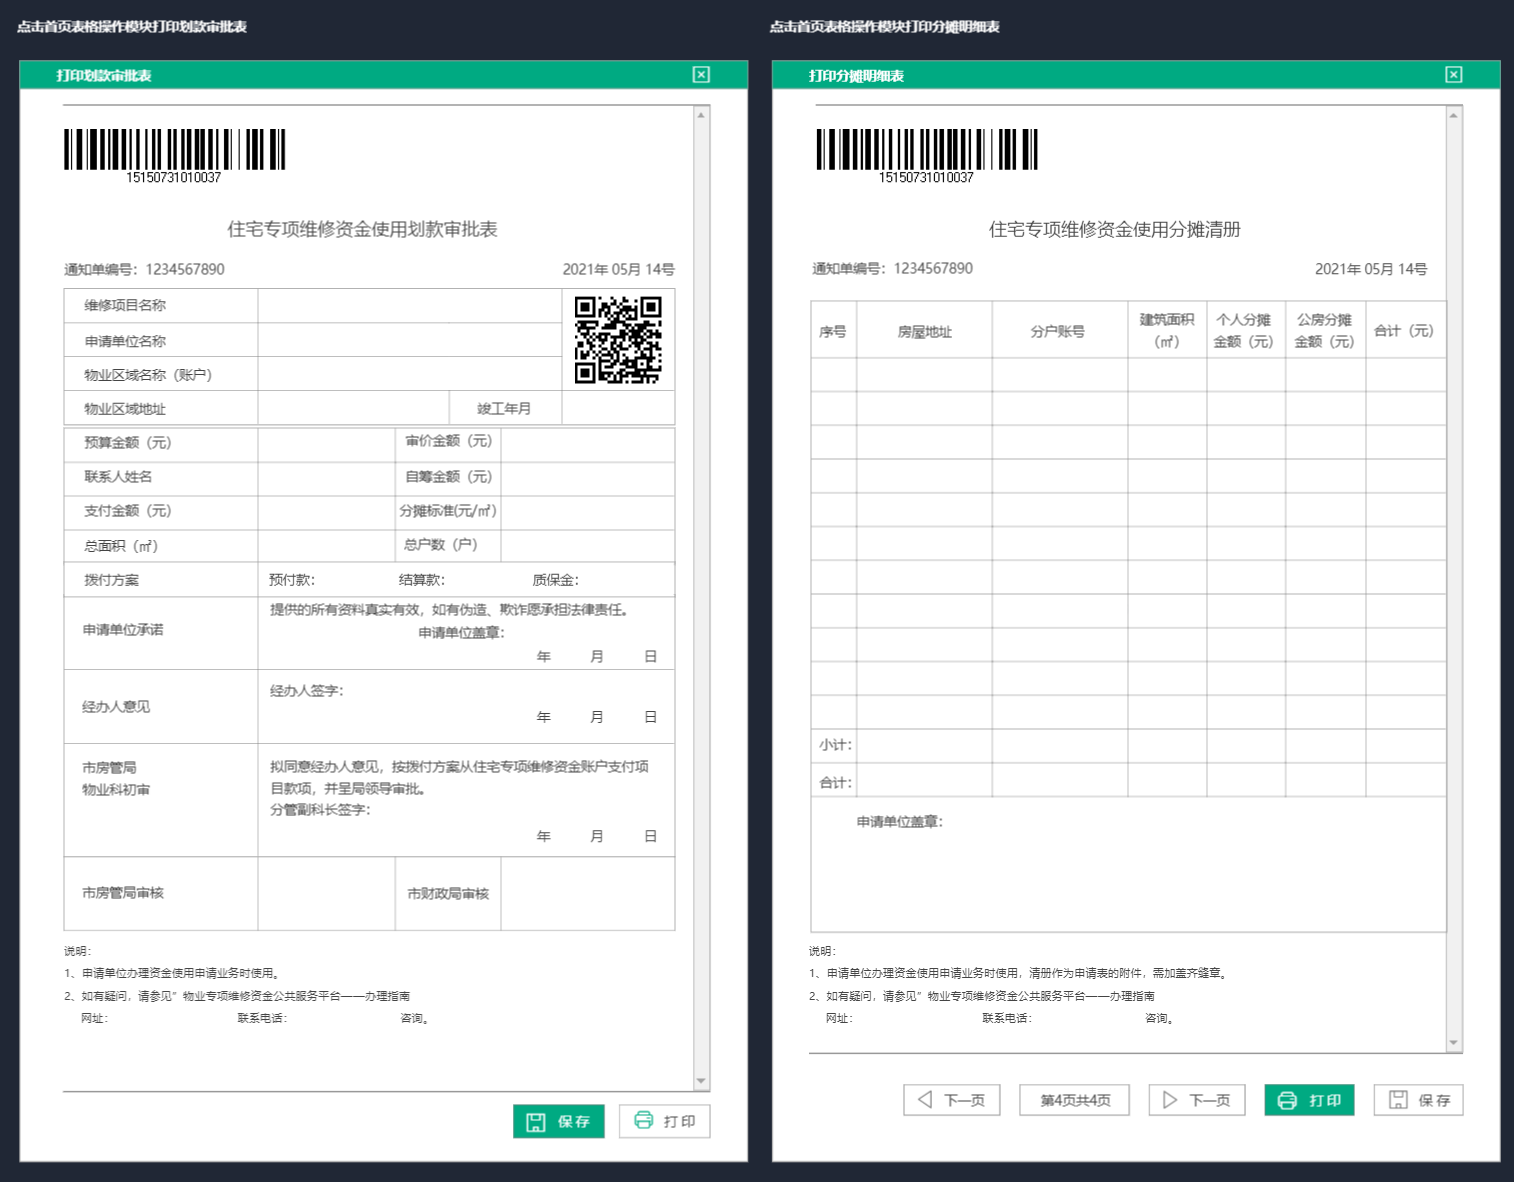 点击首页表格操作模块打印划款审批表
打印划款审批表
15150731010037
住宅专项维修资金使用划款审批表
通知单编号：1234567890 2021年 05月 14号
维修项目名称
申请单位名称
物业区域名称（账户）
物业区域地址 竣工年月
预算金额（元） 审价金额（元）
联系人姓名 自筹金额（元）
支付金额（元） 分摊标准(元/㎡)
总面积（㎡） 总户数（户）
拨付方案 预付款： 结算款： 质保金：
申请单位承诺
提供的所有资料真实有效，如有伪造、欺诈愿承担法律责任。
申请单位盖章：
年 月 日
经办人意见
经办人签字：
年 月 日
市房管局
物业科初审
拟同意经办人意见，按拨付方案从住宅专项维修资金账户支付项
目款项，并呈局领导审批。
分管副科长签字：
年 月 日
市房管局审核 市财政局审核
说明：
1、申请单位办理资金使用申请业务时使用。
2、如有疑问，请参见”物业专项维修资金公共服务平台——办理指南
网址： 联系电话： 咨询。
保存 打印
点击首页表格操作模块打印分摊明细表
打印分摊明细表
15150731010037
住宅专项维修资金使用分摊清册
通知单编号：1234567890 2021年 05月 14号
序号 房屋地址 分户账号 建筑面积（㎡） 个人分摊金额（元） 公房分摊金额（元） 合计（元）
小计：
合计：
申请单位盖章：
说明：
1、申请单位办理资金使用申请业务时使用，清册作为申请表的附件，需加盖齐缝章。
2、如有疑问，请参见”物业专项维修资金公共服务平台——办理指南
网址： 联系电话： 咨询。
下一页 第4页共4页 下一页 打印 保存